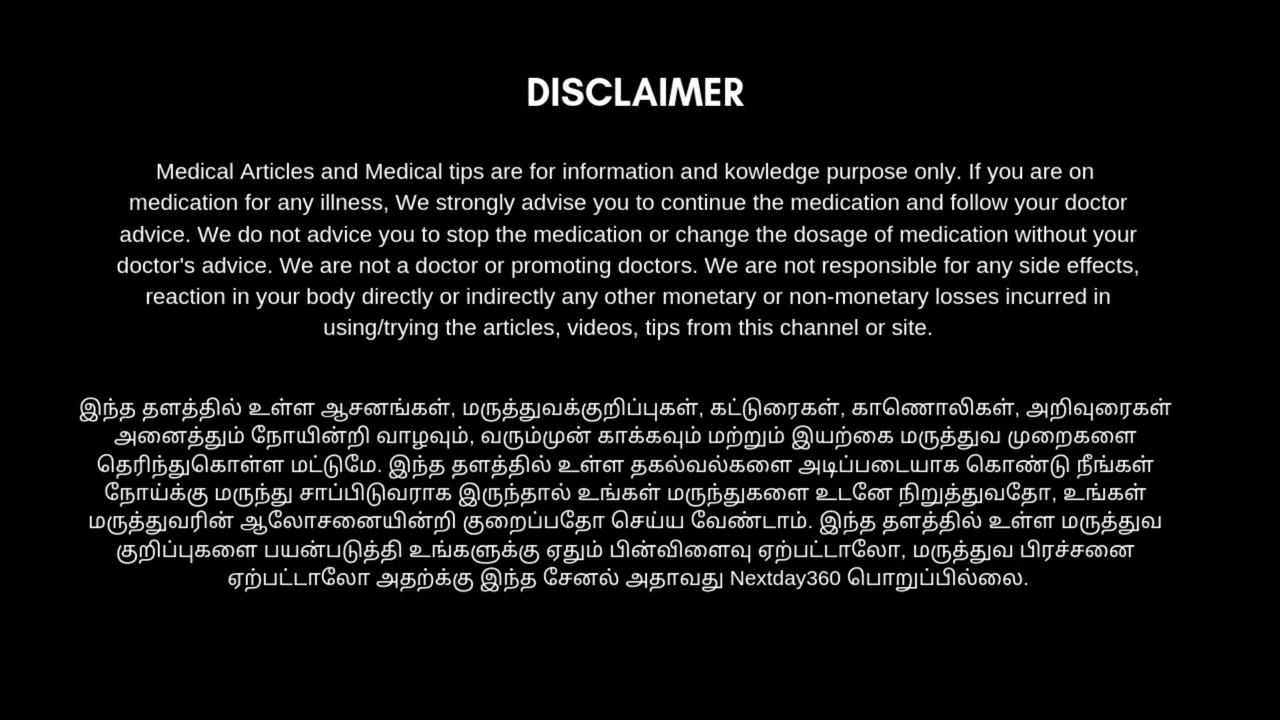 DISCLAIMER
Medical Articles and Medical tips are for information and kowledge purpose only. If you are on
medication for any illness, We strongly advise you to continue the medication and follow your doctor
advice. We do not advice you to stop the medication or change the dosage of medication without your
doctor's advice. We are not a doctor or promoting doctors. We are not responsible for any side effects,
reaction in your body directly or indirectly any other monetary or non-monetary losses incurred in
using/trying the articles, videos, tips from this channel or site.
இந்த தளத்தில் உள்ள ஆசனங்கள், மருத்துவக்குறிப்புகள், கட்டுரைகள், காணொலிகள், அறிவுரைகள்
அனைத்தும் நோயின்றி வாழவும், வரும்முன் காக்கவும் மற்றும் இயற்கை மருத்துவ முறைகளை
தெரிந்துகொள்ள மட்டுமே. இந்த தளத்தில் உள்ள தகல்வல்களை அடிப்படையாக கொண்டு நீங்கள்
நோய்க்கு மருந்து சாப்பிடுவராக இருந்தால் உங்கள் மருந்துகளை உடனே நிறுத்துவதோ, உங்கள்
மருத்துவரின் ஆலோசனையின்றி குறைப்பதோ செய்ய வேண்டாம். இந்த தளத்தில் உள்ள மருத்துவ
குறிப்புகளை பயன்படுத்தி உங்களுக்கு ஏதும் பின்விளைவு ஏற்பட்டாலோ, மருத்துவ பிரச்சனை
ஏற்பட்டாலோ அதற்க்கு இந்த சேனல் அதாவது Nextday360 பொறுப்பில்லை.